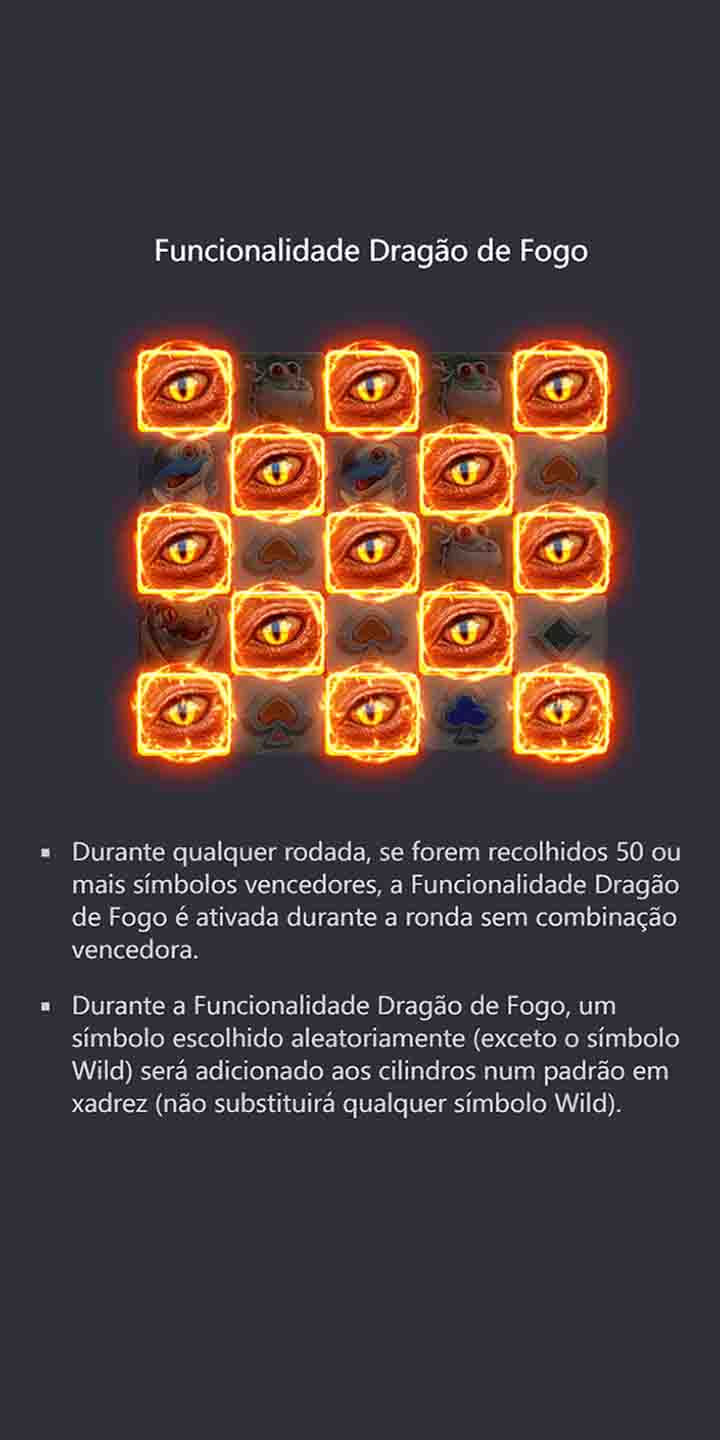 Funcionalidade Dragão de Fogo
▪ Durante qualquer rodada, se forem recolhidos 50 ou
mais símbolos vencedores, a Funcionalidade Dragão
de Fogo é ativada durante a ronda sem combinação
vencedora.
▪ Durante a Funcionalidade Dragão de Fogo, um
símbolo escolhido aleatoriamente (exceto o símbolo
Wild) será adicionado aos cilindros num padrão em
xadrez (não substituirá qualquer símbolo Wild).